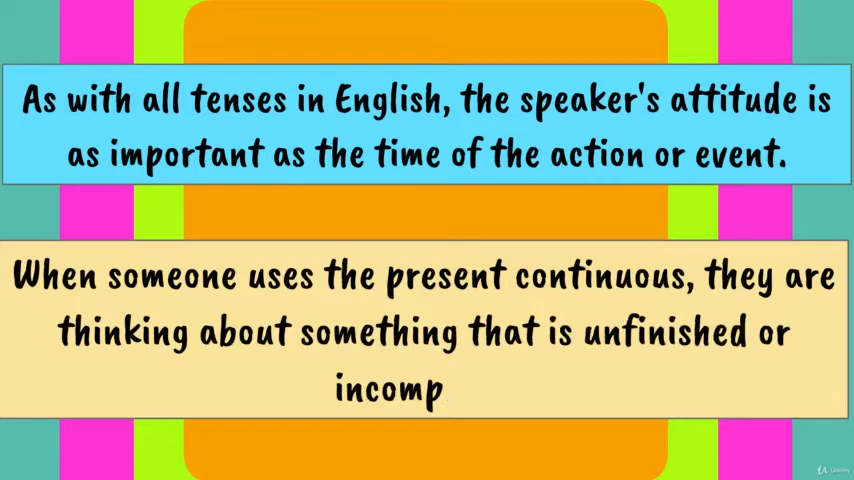 As with all tenses in English, the speaker's attitude is
as important as the time of the action or event.
When someone uses the present continuous, they are
thinking about something that is unfinished or
incomp
Udemy